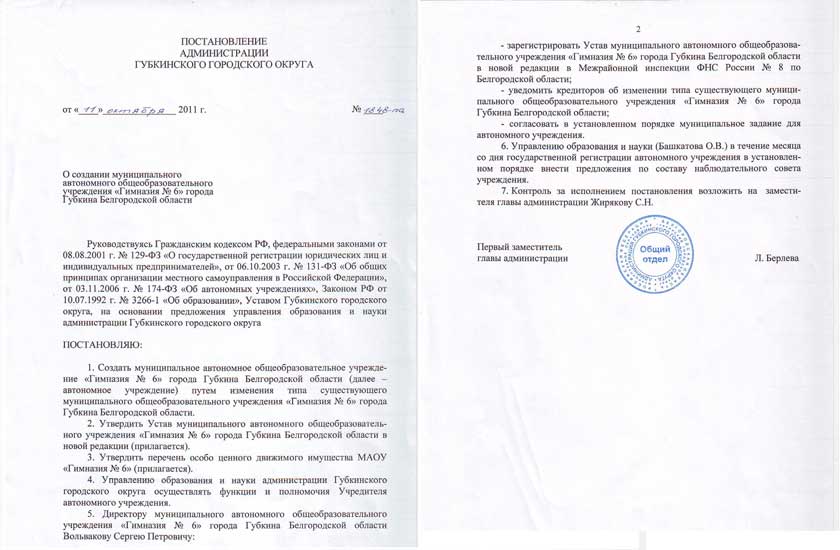 ПОСТАНОВЛЕНИЕ
АДМИНИСТРАЦИИ
ГУБКИНСКОГО ГОРОДСКОГО ОКРУГА
от « 11 » октября 2011 г. № 1848-па
О создании муниципального
автономного общеобразовательного
учреждения «Гимназия № 6» города
Губкина Белгородской области
Руководствуясь Гражданским кодексом РФ, федеральными законами от
08.08.2001 г. № 129-ФЗ «О государственной регистрации юридических лиц и
индивидуальных предпринимателей», от 06.10.2003 г. № 131-ФЗ «Об общих
принципах организации местного самоуправления в Российской Федерации»,
от 03.11.2006 г. № 174-ФЗ «Об автономных учреждениях», Законом РФ от
10.07.1992 г. № 3266-1 «Об образовании», Уставом Губкинского городского
округа, на основании предложения управления образования и науки
администрации Губкинского городского округа
ПОСТАНОВЛЯЮ:
1. Создать муниципальное автономное общеобразовательное учрежде-
ние «Гимназия № 6» города Губкина Белгородской области (далее –
автономное учреждение) путем изменения типа существующего
муниципального общеобразовательного учреждения «Гимназия № 6» города
Губкина Белгородской области.
2. Утвердить Устав муниципального автономного общеобразователь-
ного учреждения «Гимназия № 6» города Губкина Белгородской области в
новой редакции (прилагается).
3. Утвердить перечень особо ценного движимого имущества МАОУ
«Гимназия № 6» (прилагается).
4. Управлению образования и науки администрации Губкинского
городского округа осуществлять функции и полномочия Учредителя
автономного учреждения.
5. Директору муниципального автономного общеобразовательного
учреждения «Гимназия № 6» города Губкина Белгородской области
Вольвакову Сергею Петровичу:
2
- зарегистрировать Устав муниципального автономного общеобразова-
тельного учреждения «Гимназия № 6» города Губкина Белгородской области
в новой редакции в Межрайонной инспекции ФНС России № 8 по
Белгородской области;
- уведомить кредиторов об изменении типа существующего муници-
пального общеобразовательного учреждения «Гимназия № 6» города
Губкина Белгородской области;
- согласовать в установленном порядке муниципальное задание для
автономного учреждения.
6. Управлению образования и науки (Башкатова О.В.) в течение месяца
со дня государственной регистрации автономного учреждения в установлен-
ном порядке внести предложения по составу наблюдательного совета
учреждения.
7. Контроль за исполнением постановления возложить на замести-
теля главы администрации Жирякову С.Н.
Первый заместитель
главы администрации Л. Берлева
Общий
отдел